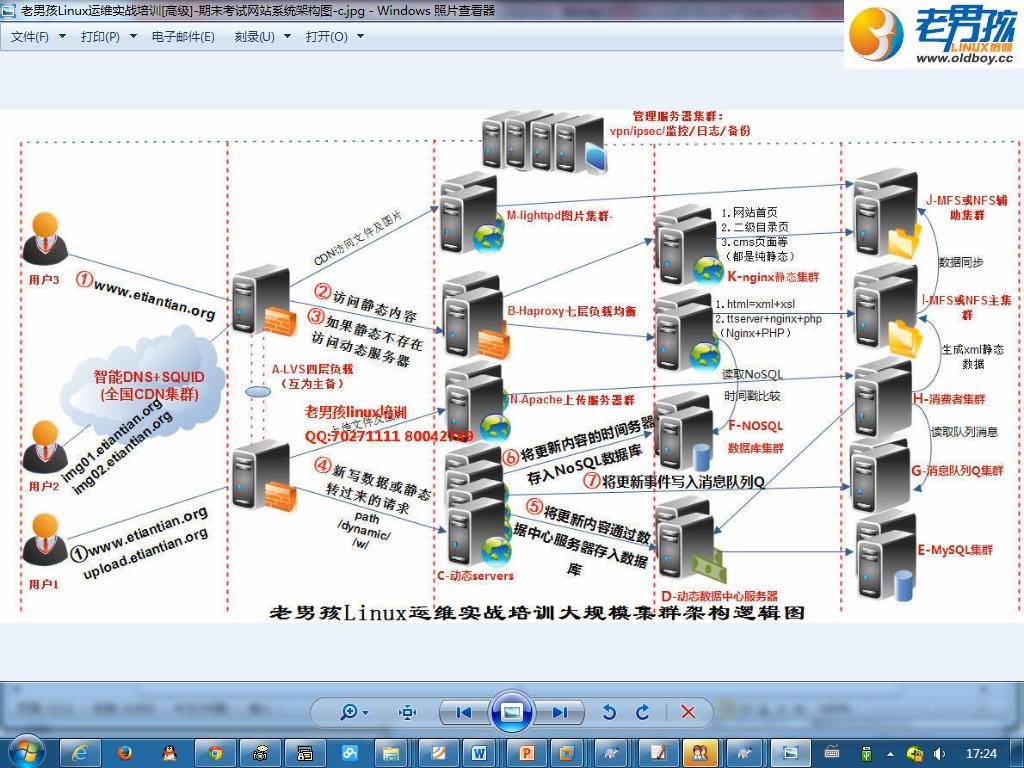 老男孩Linux运维实战培训[高级]-期末考试网站系统架构图-c.jpg - Windows 照片查看器
文件(F) 打印(P) 电子邮件(E) 刻录(U) 打开(O)
老男孩
LINUX培训
www.oldboy.cc
管理服务器集群：
vpn/ipsec/监控/日志/备份
M-lighttpd图片集群-
J-MFS或NFS辅
助集群
CDN访问文件及图片
1. 网站首页
2. 二级目录页
3. cms页面等
（都是纯静态）
K-nginx静态集群
用户3
①www.etiantian.org
数据同步
②访问静态内容
③如果静态不存在
访问动态服务器
B-Haproxy七层负载均衡
1. html=xml+xsl
2. ttserver+nginx+php
（Nginx+PHP）
I-MFS或NFS主集
群
生成xml静态
数据
智能DNS+SQUID
(全国CDN集群)
A-LVS四层负载
（互为主备）
读取NoSQL
时间戳比较
img01.etiantian.org
img02.etiantian.org
N-Apache上传服务器群
H-消费者集群
老男孩linux培训
上传文件及图片
QQ:70271111 80042789
F-NOSQL
数据库集群
读取队列消息
用户2
⑥将更新内容的时间务器
存入NoSQL数据库
④新写数据或静态
转过来的请求
path
/dynamic/
/w/
⑦将更新事件写入消息队列Q
G-消息队列Q集群
⑤将更新内容通过数
据中心服务器存入数据
库
①www.etiantian.org
upload.etiantian.org
E-MySQL集群
用户1
C-动态servers
D-动态数据中心服务器
老男孩Linux运维实战培训大规模集群架构逻辑图
17:24